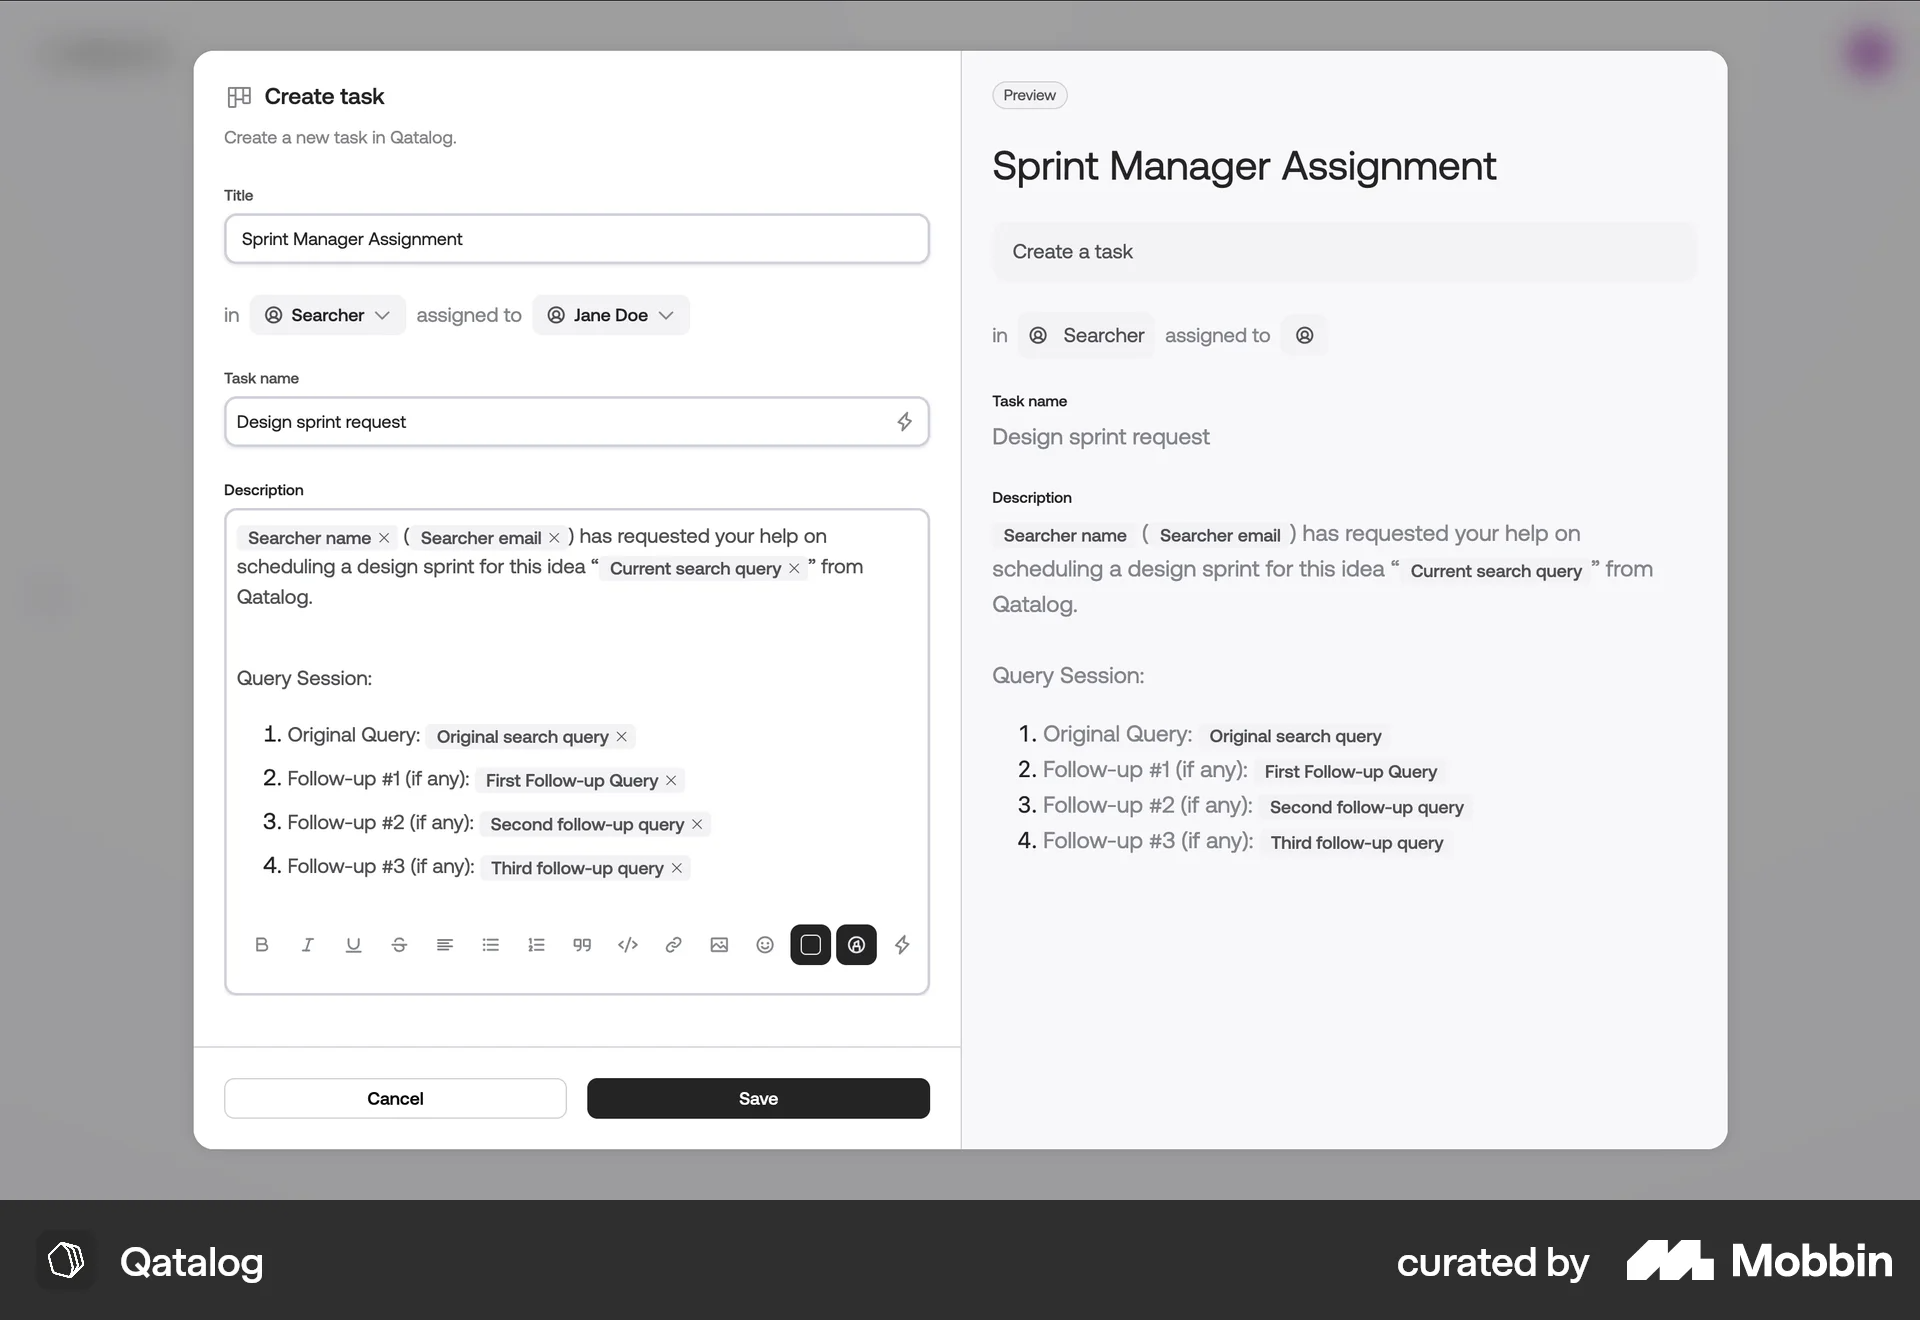 Create task
Create a new task in Qatalog.
Title
Sprint Manager Assignment
in Searcher assigned to Jane Doe
Task name
Design sprint request
Description
Searcher name × ( Searcher email × ) has requested your help on
scheduling a design sprint for this idea “ Current search query × ” from
Qatalog.
Query Session:
1. Original Query: Original search query ×
2. Follow-up #1 (if any): First Follow-up Query ×
3. Follow-up #2 (if any): Second follow-up query ×
4. Follow-up #3 (if any): Third follow-up query ×
Cancel
Save
Preview
Sprint Manager Assignment
Create a task
in Searcher assigned to
Task name
Design sprint request
Description
Searcher name ( Searcher email ) has requested your help on
scheduling a design sprint for this idea “ Current search query ” from
Qatalog.
Query Session:
1. Original Query: Original search query
2. Follow-up #1 (if any): First Follow-up Query
3. Follow-up #2 (if any): Second follow-up query
4. Follow-up #3 (if any): Third follow-up query
Qatalog
curated by Mobbin